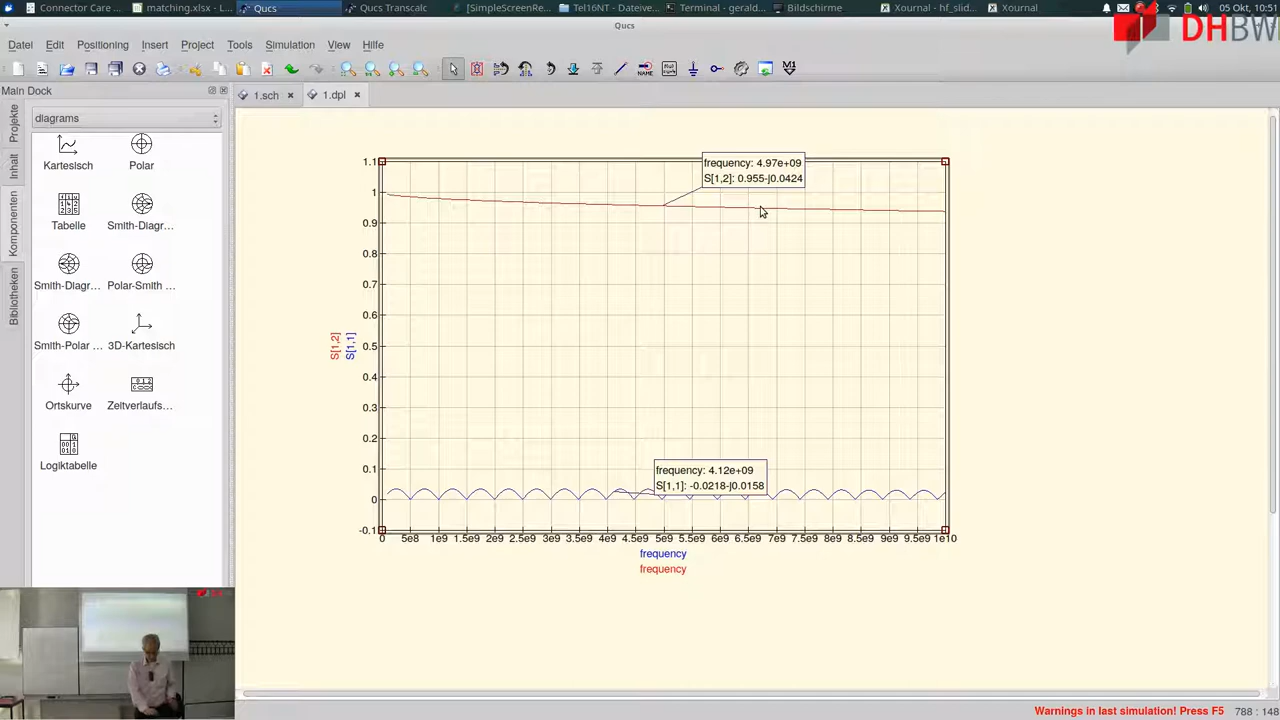 Connector Care ...
matching.xlsx - L...
Qucs
Qucs Transcalc
[SimpleScreenRe...
Tel16NT - Dateive...
Terminal - gerald...
Bildschirme
Xournal - hf_slid...
Xournal
05 Okt, 10:51
Qucs
DHBW
Datei Edit Positioning Insert Project Tools Simulation View Hilfe
Main Dock
1.sch
1.dpl
Projekte
Inhalt
Komponenten
Bibliotheken
diagrams
Kartesisch Polar
Tabelle Smith-Diagr...
Smith-Diagr... Polar-Smith ...
Smith-Polar ... 3D-Kartesisch
Ortskurve Zeitverlaufs...
Logiktabelle
frequency: 4.97e+09
S[1,2]: 0.955-j0.0424
1.1
1
0.9
0.8
0.7
0.6
0.5
0.4
0.3
0.2
0.1
0
-0.1
S[1,2]
S[1,1]
frequency: 4.12e+09
S[1,1]: -0.0218-j0.0158
0 5e8 1e9 1.5e9 2e9 2.5e9 3e9 3.5e9 4e9 4.5e9 5e9 5.5e9 6e9 6.5e9 7e9 7.5e9 8e9 8.5e9 9e9 9.5e9 1e10
frequency
frequency
Warnings in last simulation! Press F5
788 : 148